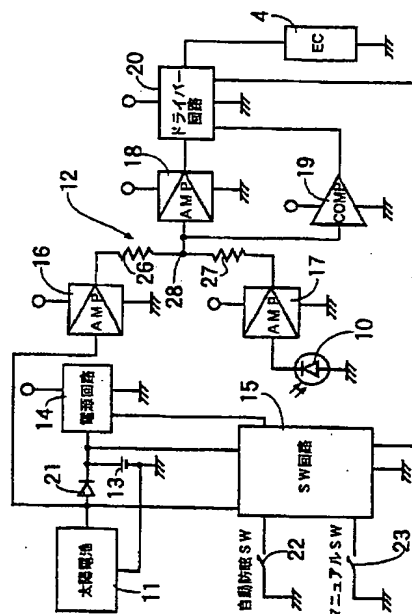 12
16
AMP
26
28
27
AMP
17
10
18
AMP
20
ドライバー
回路
4
EC
19
COMP
14
電源回路
21
13
太陽電池
11
15
SW回路
自動防眩SW
22
マニュアルSW
23